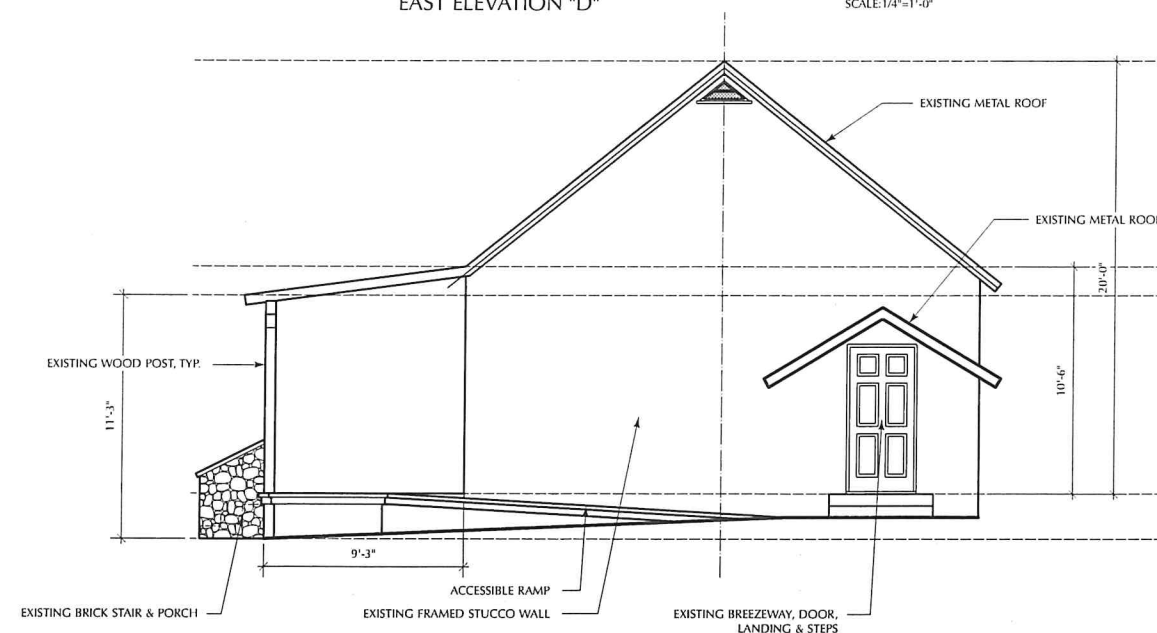 EAST ELEVATION "D"
SCALE:1/4"=1'-0"
EXISTING METAL ROOF
EXISTING METAL ROOF
20'-0"
EXISTING WOOD POST, TYP.
11'-3"
10'-6"
9'-3"
ACCESSIBLE RAMP
EXISTING BRICK STAIR & PORCH
EXISTING FRAMED STUCCO WALL
EXISTING BREEZEWAY, DOOR,
LANDING & STEPS